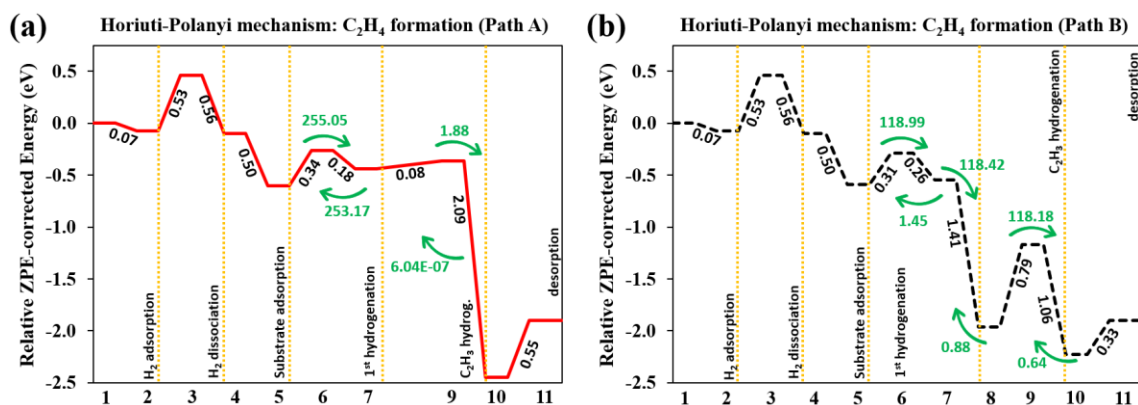 (a) Horiuti-Polanyi mechanism: C₂H₄ formation (Path A)
Relative ZPE-corrected Energy (eV)
0.5
0.0
-0.5
-1.0
-1.5
-2.0
-2.5
0.07
0.53
0.56
0.50
0.34
0.18
0.08
2.09
0.55
255.05
253.17
1.88
6.04E-07
H₂ adsorption
H₂ dissociation
Substrate adsorption
1ˢᵗ hydrogenation
C₂H₃ hydrog.
desorption
1 2 3 4 5 6 7 9 10 11
(b) Horiuti-Polanyi mechanism: C₂H₄ formation (Path B)
Relative ZPE-corrected Energy (eV)
0.5
0.0
-0.5
-1.0
-1.5
-2.0
-2.5
0.07
0.53
0.56
0.50
0.31
0.26
1.41
0.79
1.06
0.33
118.99
1.45
118.42
0.88
118.18
0.64
H₂ adsorption
H₂ dissociation
Substrate adsorption
1ˢᵗ hydrogenation
C₂H₃ hydrogenation
desorption
1 2 3 4 5 6 7 8 9 10 11